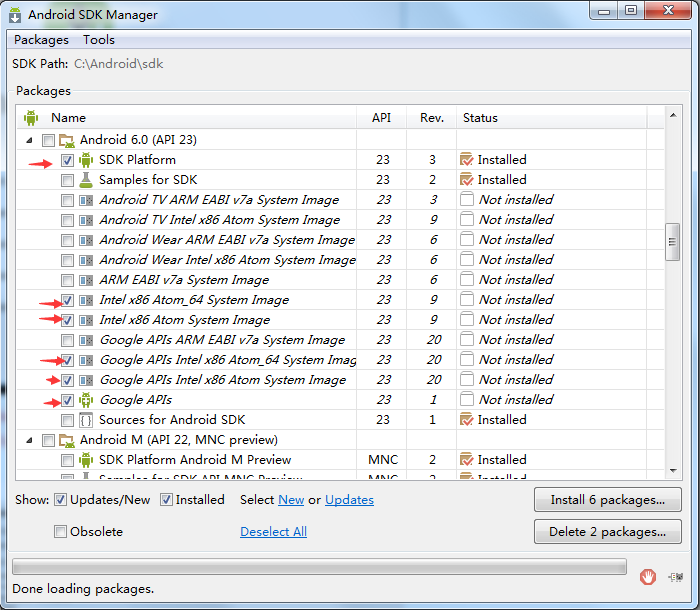 Android SDK Manager
Packages Tools
SDK Path: C:\Android\sdk
Packages
Name API Rev. Status
Android 6.0 (API 23)
SDK Platform 23 3 Installed
Samples for SDK 23 2 Installed
Android TV ARM EABI v7a System Image 23 3 Not installed
Android TV Intel x86 Atom System Image 23 9 Not installed
Android Wear ARM EABI v7a System Image 23 6 Not installed
Android Wear Intel x86 Atom System Image 23 6 Not installed
ARM EABI v7a System Image 23 6 Not installed
Intel x86 Atom_64 System Image 23 9 Not installed
Intel x86 Atom System Image 23 9 Not installed
Google APIs ARM EABI v7a System Image 23 20 Not installed
Google APIs Intel x86 Atom_64 System Imag 23 20 Not installed
Google APIs Intel x86 Atom System Image 23 20 Not installed
Google APIs 23 1 Not installed
Sources for Android SDK 23 1 Installed
Android M (API 22, MNC preview)
SDK Platform Android M Preview MNC 2 Installed
Samples for SDK API MNC Preview MNC 2 Installed
Show: Updates/New Installed Select New or Updates Install 6 packages...
Obsolete Deselect All Delete 2 packages...
Done loading packages.